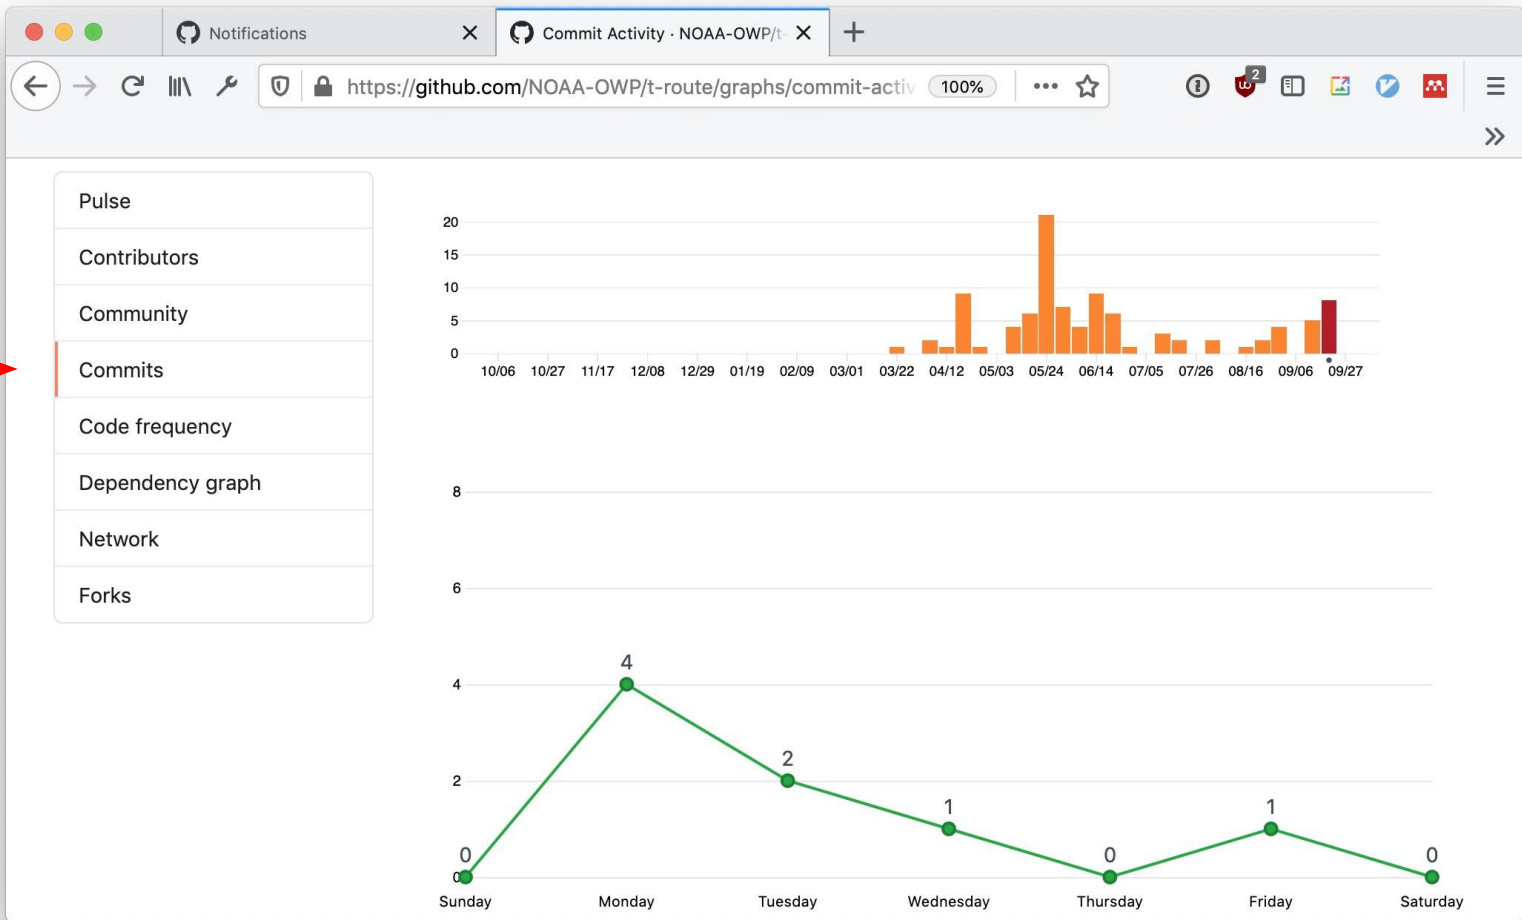 Notifications
Commit Activity · NOAA-OWP/t-
https://github.com/NOAA-OWP/t-route/graphs/commit-activ 100%
2
Pulse
Contributors
Community
Commits
Code frequency
Dependency graph
Network
Forks
20
15
10
5
0
10/06 10/27 11/17 12/08 12/29 01/19 02/09 03/01 03/22 04/12 05/03 05/24 06/14 07/05 07/26 08/16 09/06 09/27
8
6
4
2
0
0 4 2 1 0 1 0
Sunday Monday Tuesday Wednesday Thursday Friday Saturday